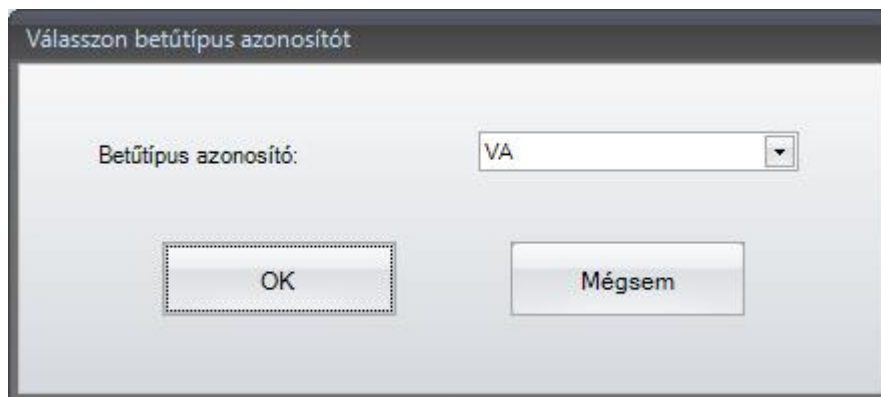 Válasszon betűtípus azonosítót
Betűtípus azonosító: VA
OK Mégsem